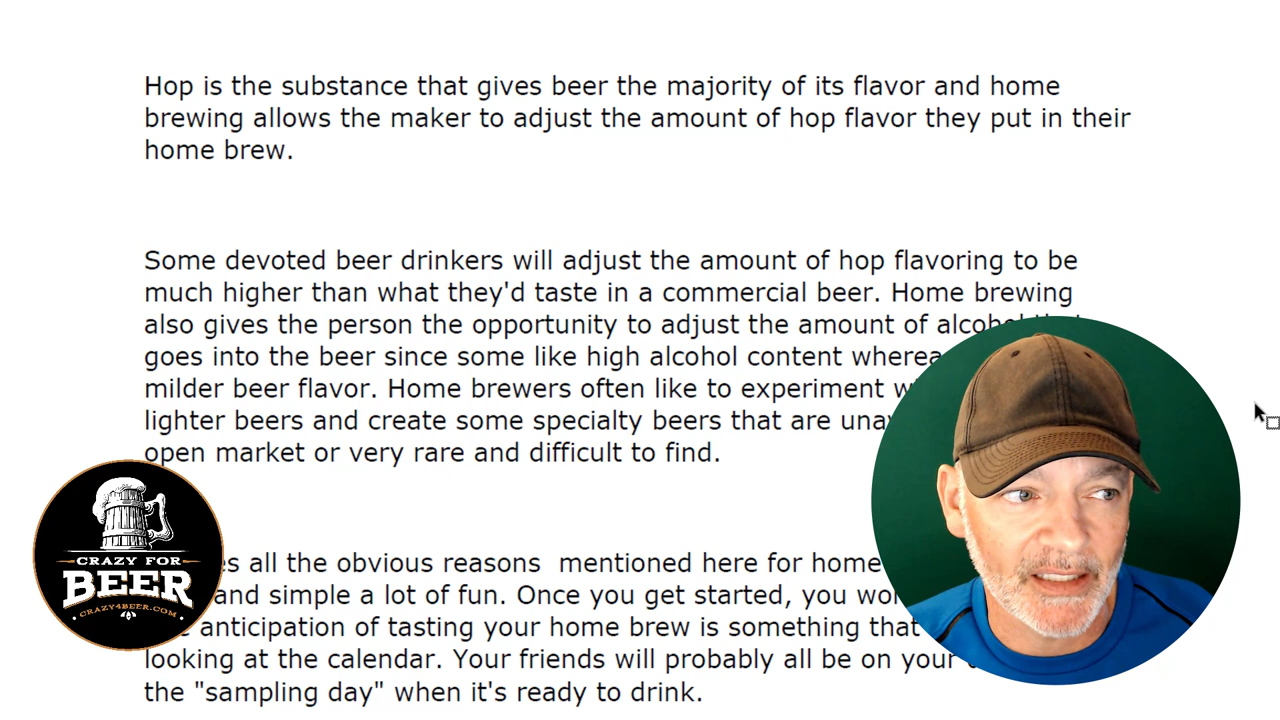 Hop is the substance that gives beer the majority of its flavor and home
brewing allows the maker to adjust the amount of hop flavor they put in their
home brew.
Some devoted beer drinkers will adjust the amount of hop flavoring to be
much higher than what they'd taste in a commercial beer. Home brewing
also gives the person the opportunity to adjust the amount of alcohol that
goes into the beer since some like high alcohol content
milder beer flavor. Home brewers often like to experiment
lighter beers and create some specialty beers that are
open market or very rare and difficult to find.
all the obvious reasons  mentioned here for home
and simple a lot of fun. Once you get started, you
anticipation of tasting your home brew is something that
looking at the calendar. Your friends will probably all be on your
the "sampling day" when it's ready to drink.
CRAZY FOR
BEER
CRAZY4BEER.COM